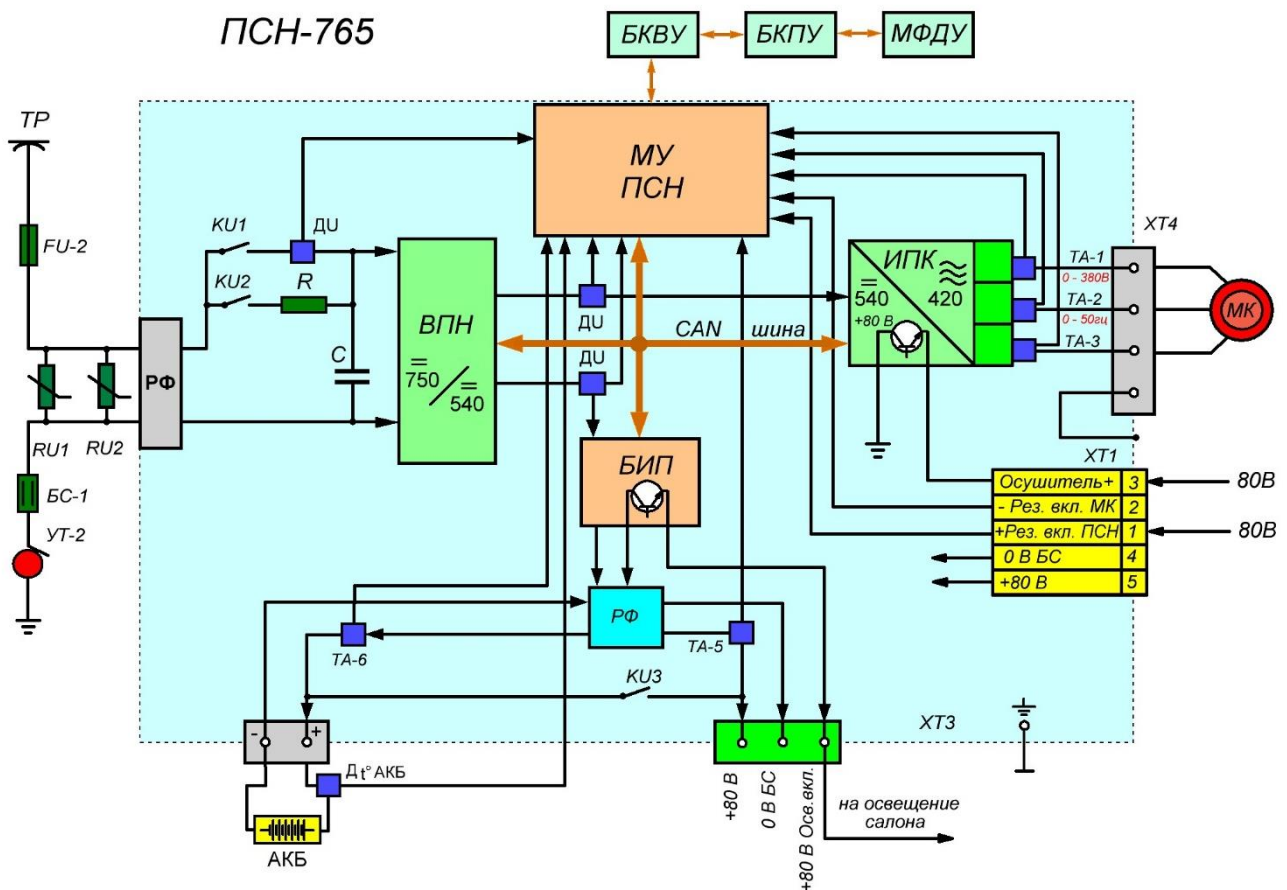 ПСН-765
БКВУ
БКПУ
МФДУ
ТР
МУ
ПСН
KU1
ДU
FU-2
KU2
R
ВПН
=
750
=
540
C
РФ
RU1
RU2
БС-1
УТ-2
ДU
CAN шина
ДU
ИПК
=
540
+80 В
420
ТА-1
0 - 380В
ТА-2
0 - 50гц
ТА-3
ХТ4
МК
БИП
ХТ1
Осушитель+ 3
80В
- Рез. вкл. МК 2
+Рез. вкл. ПСН 1
80В
0 В БС 4
+80 В 5
РФ
ТА-6
ТА-5
KU3
ХТ3
- +
Д t° АКБ
АКБ
+80 В
0 В БС
+80 В Осв.вкл.
на освещение
салона